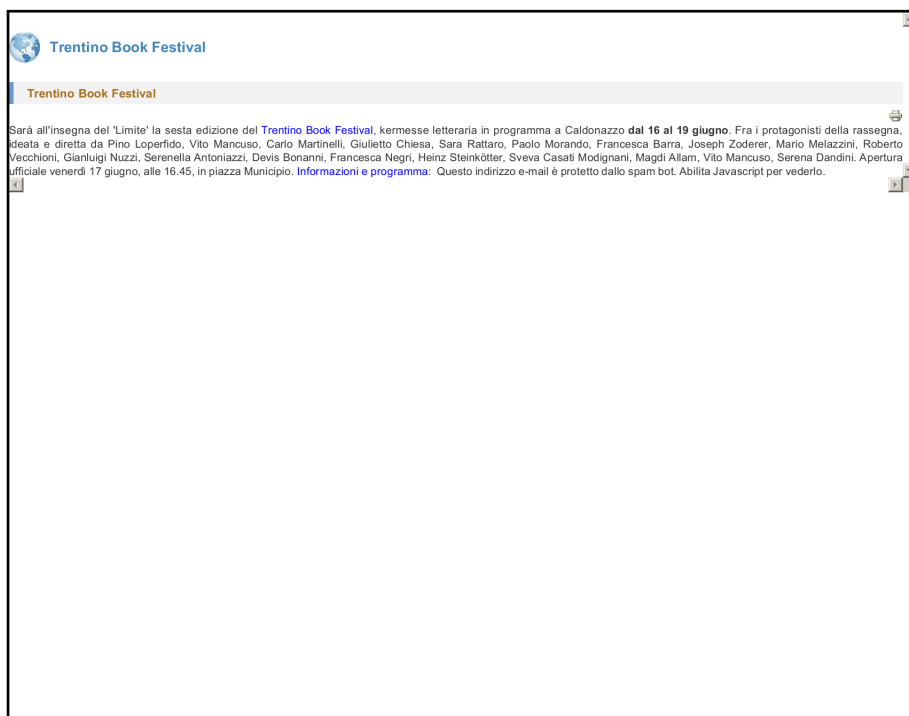 Trentino Book Festival
Trentino Book Festival
Sarà all'insegna del 'Limite' la sesta edizione del Trentino Book Festival, kermesse letteraria in programma a Caldonazzo dal 16 al 19 giugno. Fra i protagonisti della rassegna,
ideata e diretta da Pino Loperfido, Vito Mancuso, Carlo Martinelli, Giulietto Chiesa, Sara Rattaro, Paolo Morando, Francesca Barra, Joseph Zoderer, Mario Melazzini, Roberto
Vecchioni, Gianluigi Nuzzi, Serenella Antoniazzi, Devis Bonanni, Francesca Negri, Heinz Steinkötter, Sveva Casati Modignani, Magdi Allam, Vito Mancuso, Serena Dandini. Apertura
ufficiale venerdì 17 giugno, alle 16.45, in piazza Municipio. Informazioni e programma: Questo indirizzo e-mail è protetto dallo spam bot. Abilita Javascript per vederlo.